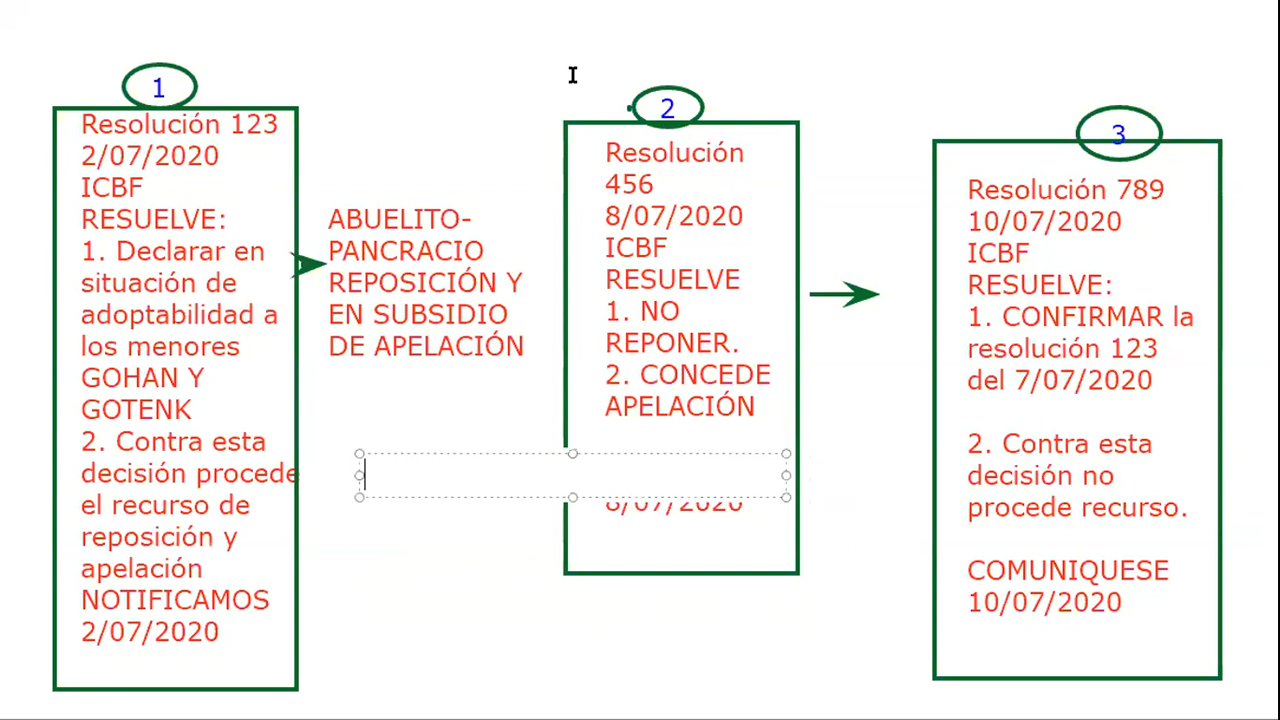 1
Resolución 123
2/07/2020
ICBF
RESUELVE:
1. Declarar en
situación de
adoptabilidad a
los menores
GOHAN Y
GOTENK
2. Contra esta
decisión procede
el recurso de
reposición y
apelación
NOTIFICAMOS
2/07/2020
ABUELITO-
PANCRACIO
REPOSICIÓN Y
EN SUBSIDIO
DE APELACIÓN
2
Resolución
456
8/07/2020
ICBF
RESUELVE
1. NO
REPONER.
2. CONCEDE
APELACIÓN
8/07/2020
3
Resolución 789
10/07/2020
ICBF
RESUELVE:
1. CONFIRMAR la
resolución 123
del 7/07/2020
2. Contra esta
decisión no
procede recurso.
COMUNIQUESE
10/07/2020